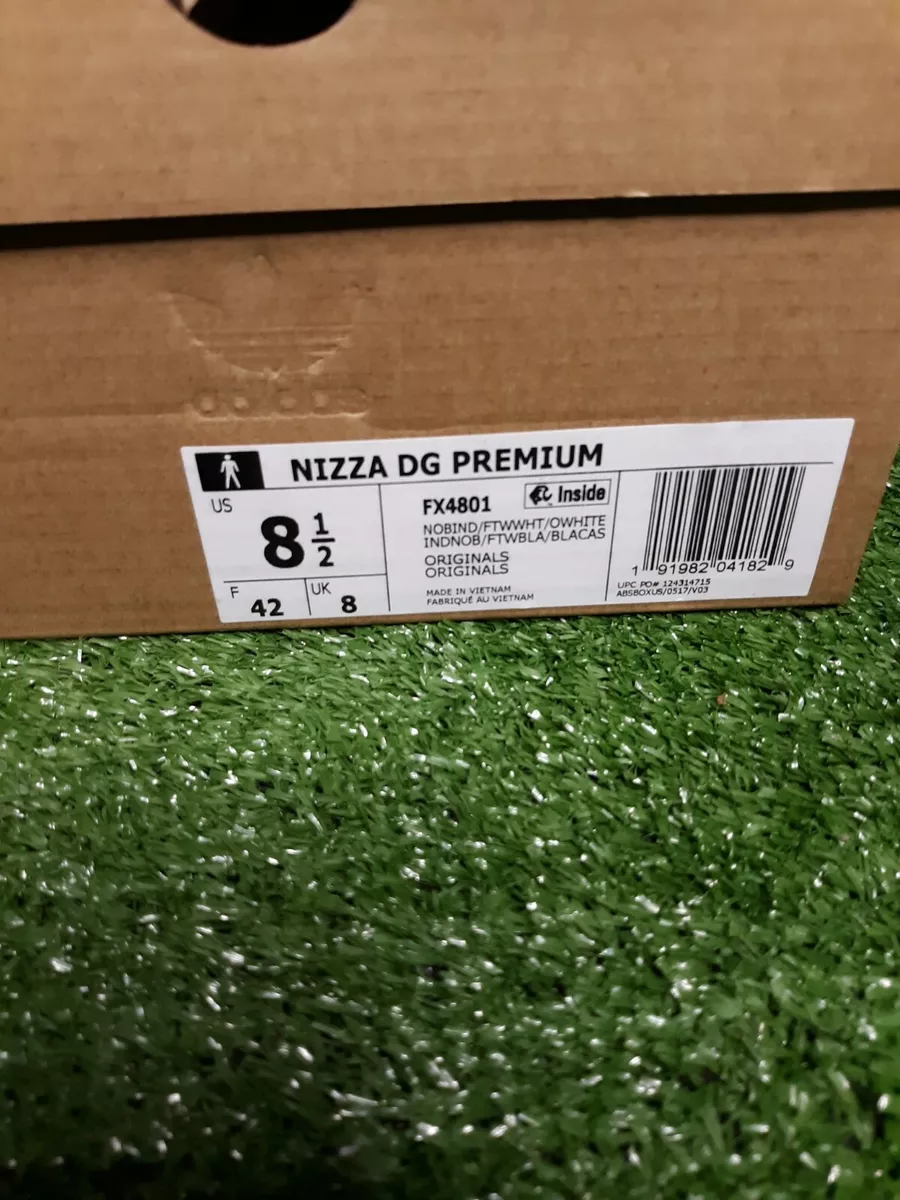 adidas
NIZZA DG PREMIUM
US
8 1/2
F
42
UK
8
FX4801
Inside
NOBIND/FTWWHT/OWHITE
INDNOB/FTWBLA/BLACAS
ORIGINALS
ORIGINALS
MADE IN VIETNAM
FABRIQUÉ AU VIETNAM
1 91982 04182 9
UPC PO# 124314715
ABSBOXUS/0517/V03